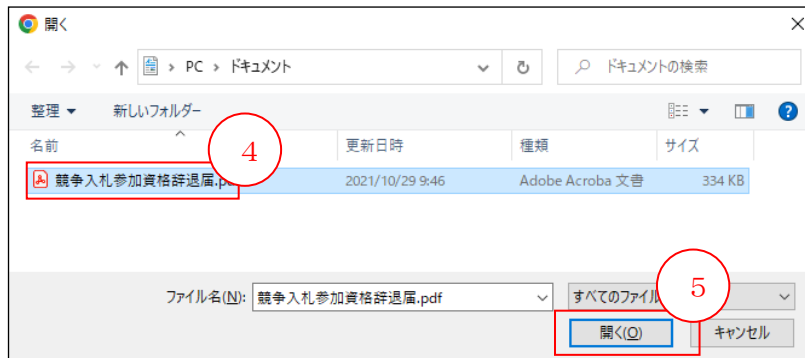 開く
PC › ドキュメント
ドキュメントの検索
整理 新しいフォルダー
名前 更新日時 種類 サイズ
④
競争入札参加資格辞退届.pdf 2021/10/29 9:46 Adobe Acroba 文書 334 KB
ファイル名(N): 競争入札参加資格辞退届.pdf すべてのファイル
⑤
開く(O) キャンセル